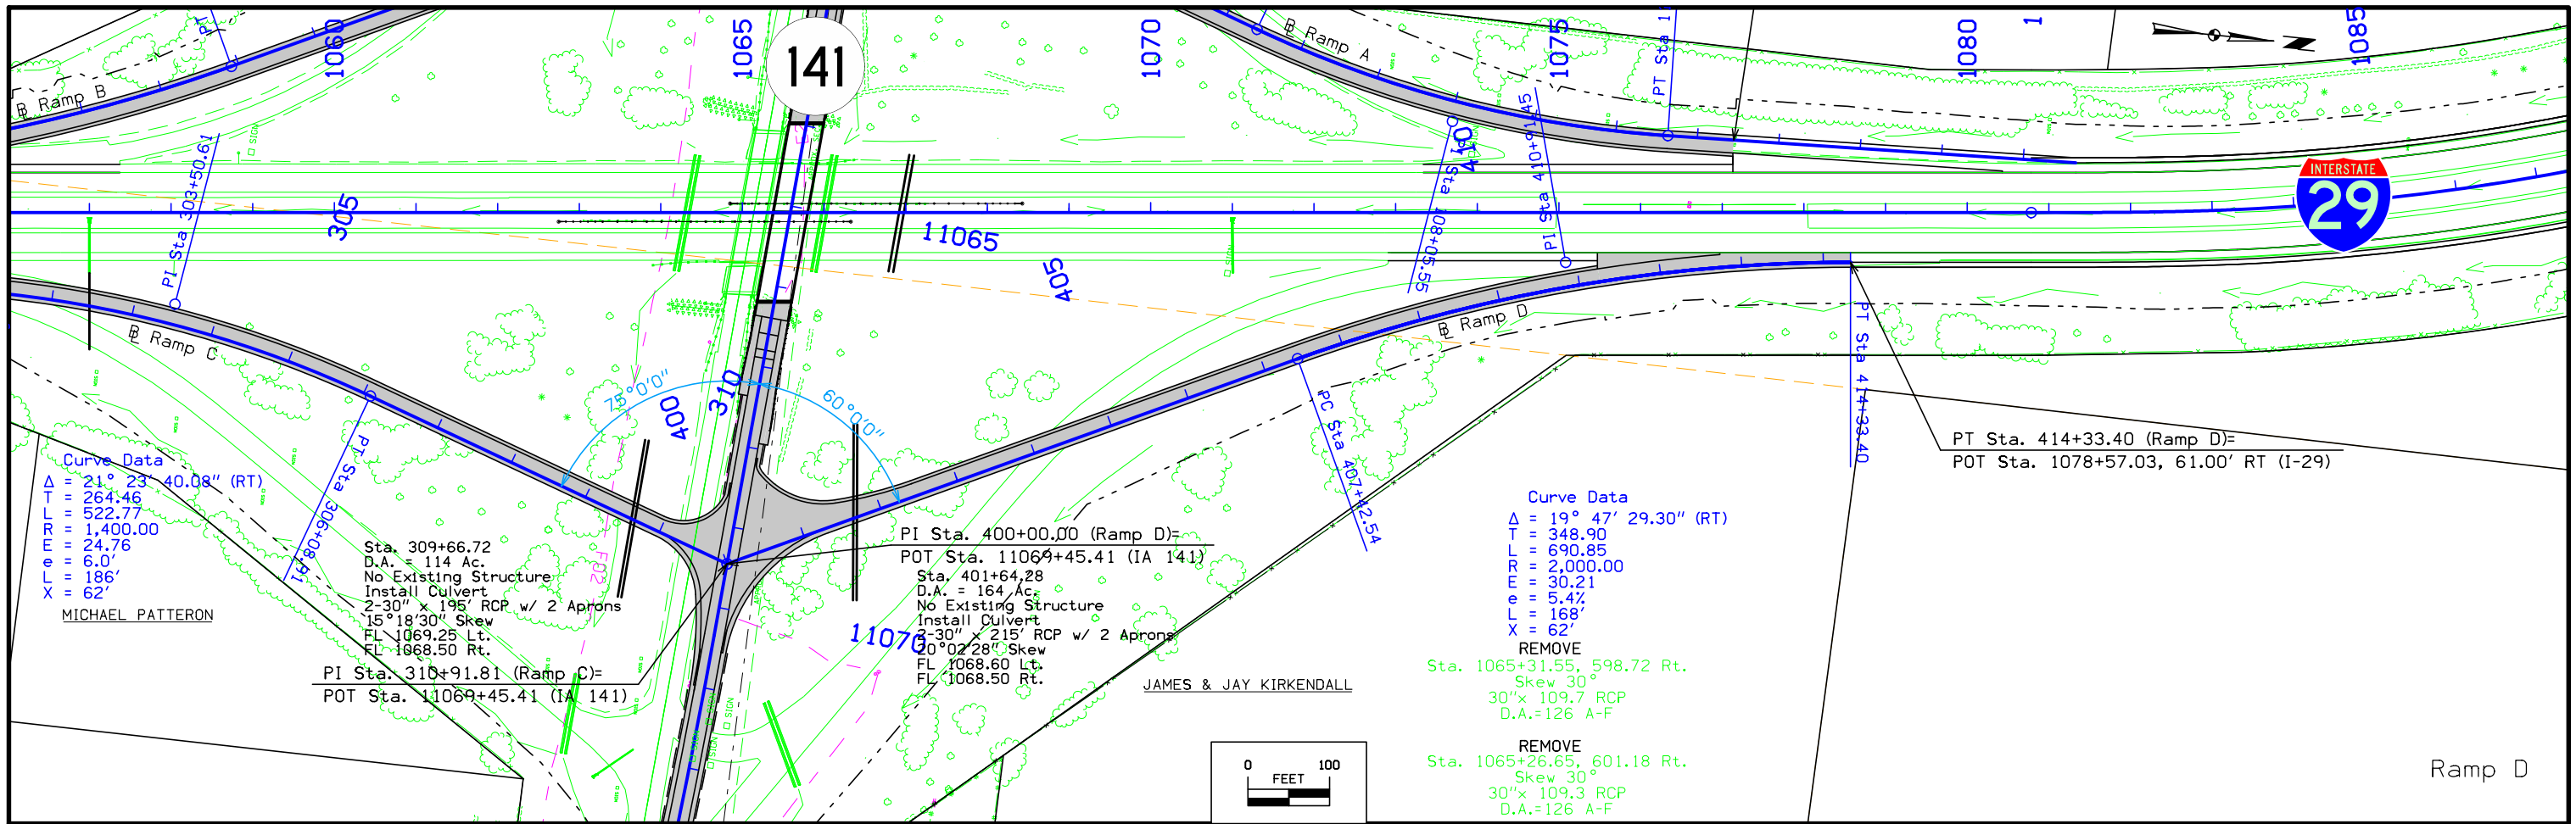 1060
1065
141
1070
1075
1080
1
1085
PT
PT Sta 1
℄ Ramp B
℄ Ramp A
SIGN
PI Sta 303+50.61
305
11065
405
410
PI Sta 410+91.45
PI Sta 408+05.55
INTERSTATE
29
℄ Ramp C
℄ Ramp D
75°0'0"
60°0'0"
310
400
PT Sta 306+08.91
PC Sta 407+42.54
PT Sta 414+33.40
PT Sta. 414+33.40 (Ramp D)=
POT Sta. 1078+57.03, 61.00' RT (I-29)
Curve Data
Δ = 21° 23' 40.08" (RT)
T = 264.46
L = 522.77
R = 1,400.00
E = 24.76
e = 6.0'
L = 186'
X = 62'
MICHAEL PATTERON
Sta. 309+66.72
D.A. = 114 Ac.
No Existing Structure
Install Culvert
2-30" x 195' RCP w/ 2 Aprons
15°18'30" Skew
FL 1069.25 Lt.
FL 1068.50 Rt.
PI Sta. 310+91.81 (Ramp C)=
POT Sta. 11069+45.41 (IA 141)
F02
PI Sta. 400+00.00 (Ramp D)=
POT Sta. 11069+45.41 (IA 141)
Sta. 401+64.28
D.A. = 164 Ac.
No Existing Structure
Install Culvert
2-30" x 215' RCP w/ 2 Aprons
20°02'28" Skew
FL 1068.60 Lt.
FL 1068.50 Rt.
11070
SIGN
SIGN
JAMES & JAY KIRKENDALL
Curve Data
Δ = 19° 47' 29.30" (RT)
T = 348.90
L = 690.85
R = 2,000.00
E = 30.21
e = 5.4%
L = 168'
X = 62'
REMOVE
Sta. 1065+31.55, 598.72 Rt.
Skew 30°
30"x 109.7 RCP
D.A.=126 A-F
REMOVE
Sta. 1065+26.65, 601.18 Rt.
Skew 30°
30"x 109.3 RCP
D.A.=126 A-F
0 100
FEET
Ramp D